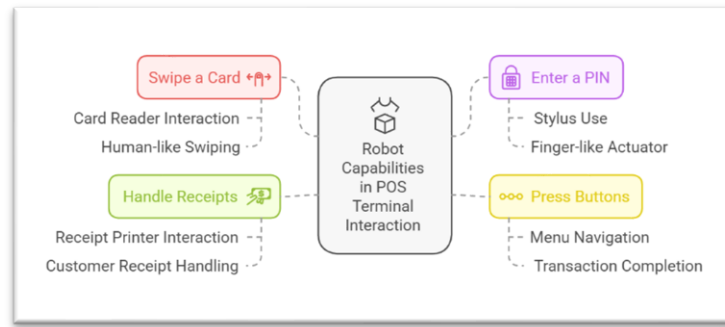 Swipe a Card
Card Reader Interaction
Human-like Swiping
Handle Receipts
Receipt Printer Interaction
Customer Receipt Handling
Robot
Capabilities
in POS
Terminal
Interaction
Enter a PIN
Stylus Use
Finger-like Actuator
Press Buttons
Menu Navigation
Transaction Completion